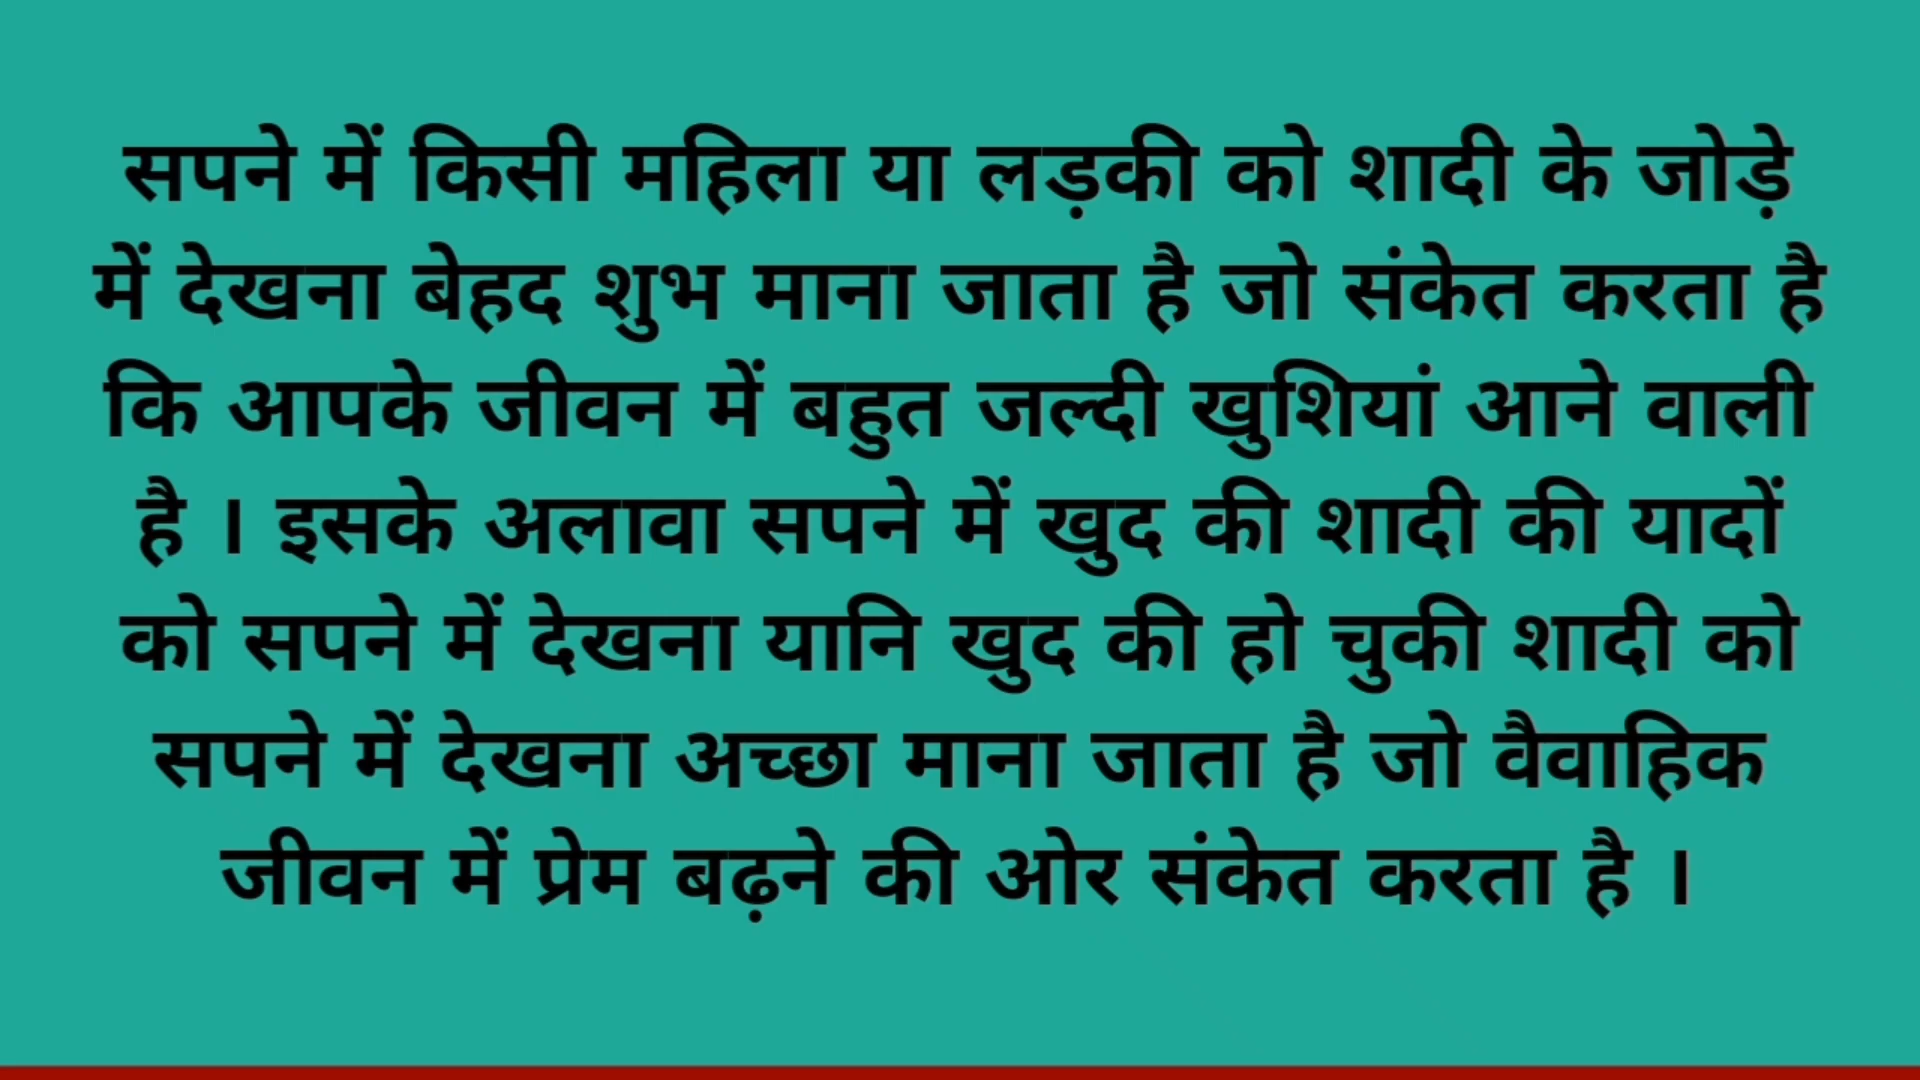 सपने में किसी महिला या लड़की को शादी के जोड़े
में देखना बेहद शुभ माना जाता है जो संकेत करता है
कि आपके जीवन में बहुत जल्दी खुशियां आने वाली
है । इसके अलावा सपने में खुद की शादी की यादों
को सपने में देखना यानि खुद की हो चुकी शादी को
सपने में देखना अच्छा माना जाता है जो वैवाहिक
जीवन में प्रेम बढ़ने की ओर संकेत करता है ।